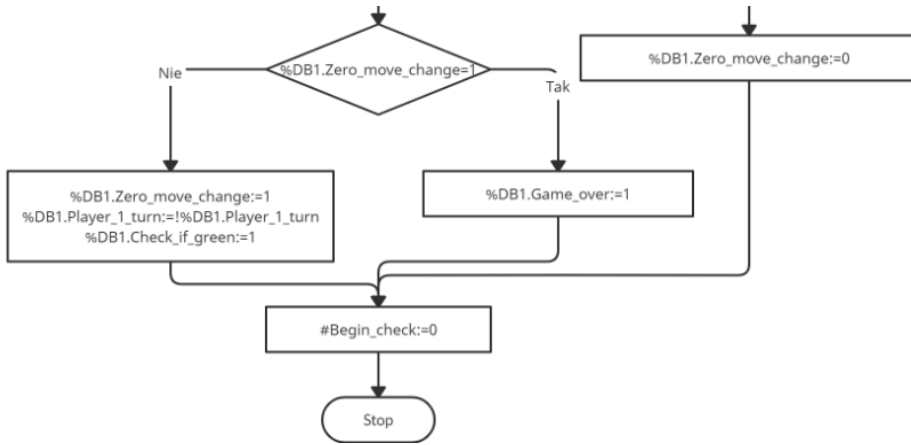 %DB1.Zero_move_change=1
%DB1.Zero_move_change:=0
Nie
Tak
%DB1.Zero_move_change:=1
%DB1.Player_1_turn:=!%DB1.Player_1_turn
%DB1.Check_if_green:=1
%DB1.Game_over:=1
#Begin_check:=0
Stop